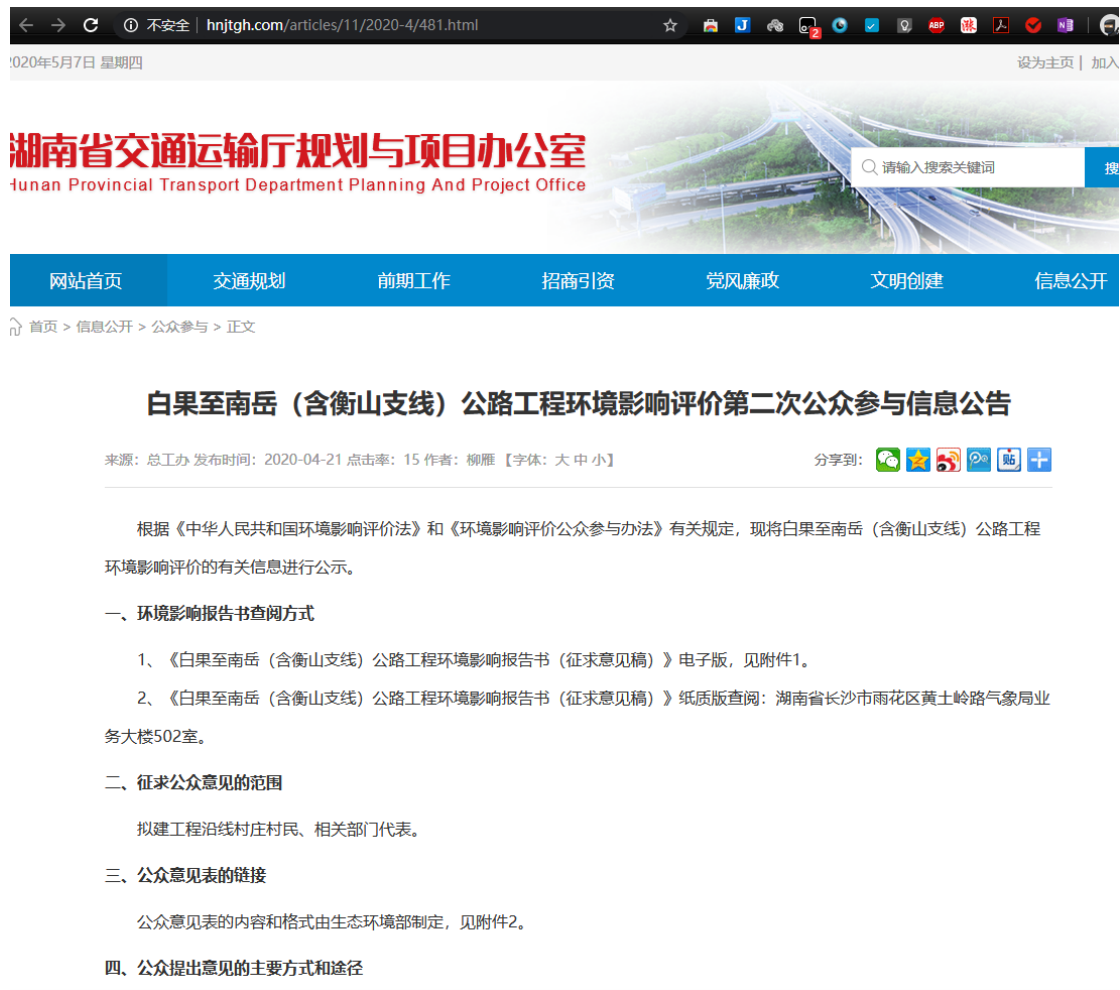 不安全 hnjtgh.com/articles/11/2020-4/481.html
2
ABP
2020年5月7日 星期四 设为主页 | 加入
湖南省交通运输厅规划与项目办公室
Hunan Provincial Transport Department Planning And Project Office
请输入搜索关键词 搜
网站首页 交通规划 前期工作 招商引资 党风廉政 文明创建 信息公开
首页 > 信息公开 > 公众参与 > 正文
白果至南岳（含衡山支线）公路工程环境影响评价第二次公众参与信息公告
来源：总工办 发布时间：2020-04-21 点击率：15 作者：柳雁 【字体：大 中 小】 分享到：
根据《中华人民共和国环境影响评价法》和《环境影响评价公众参与办法》有关规定，现将白果至南岳（含衡山支线）公路工程
环境影响评价的有关信息进行公示。
一、环境影响报告书查阅方式
1、《白果至南岳（含衡山支线）公路工程环境影响报告书（征求意见稿）》电子版，见附件1。
2、《白果至南岳（含衡山支线）公路工程环境影响报告书（征求意见稿）》纸质版查阅：湖南省长沙市雨花区黄土岭路气象局业
务大楼502室。
二、征求公众意见的范围
拟建工程沿线村庄村民、相关部门代表。
三、公众意见表的链接
公众意见表的内容和格式由生态环境部制定，见附件2。
四、公众提出意见的主要方式和途径